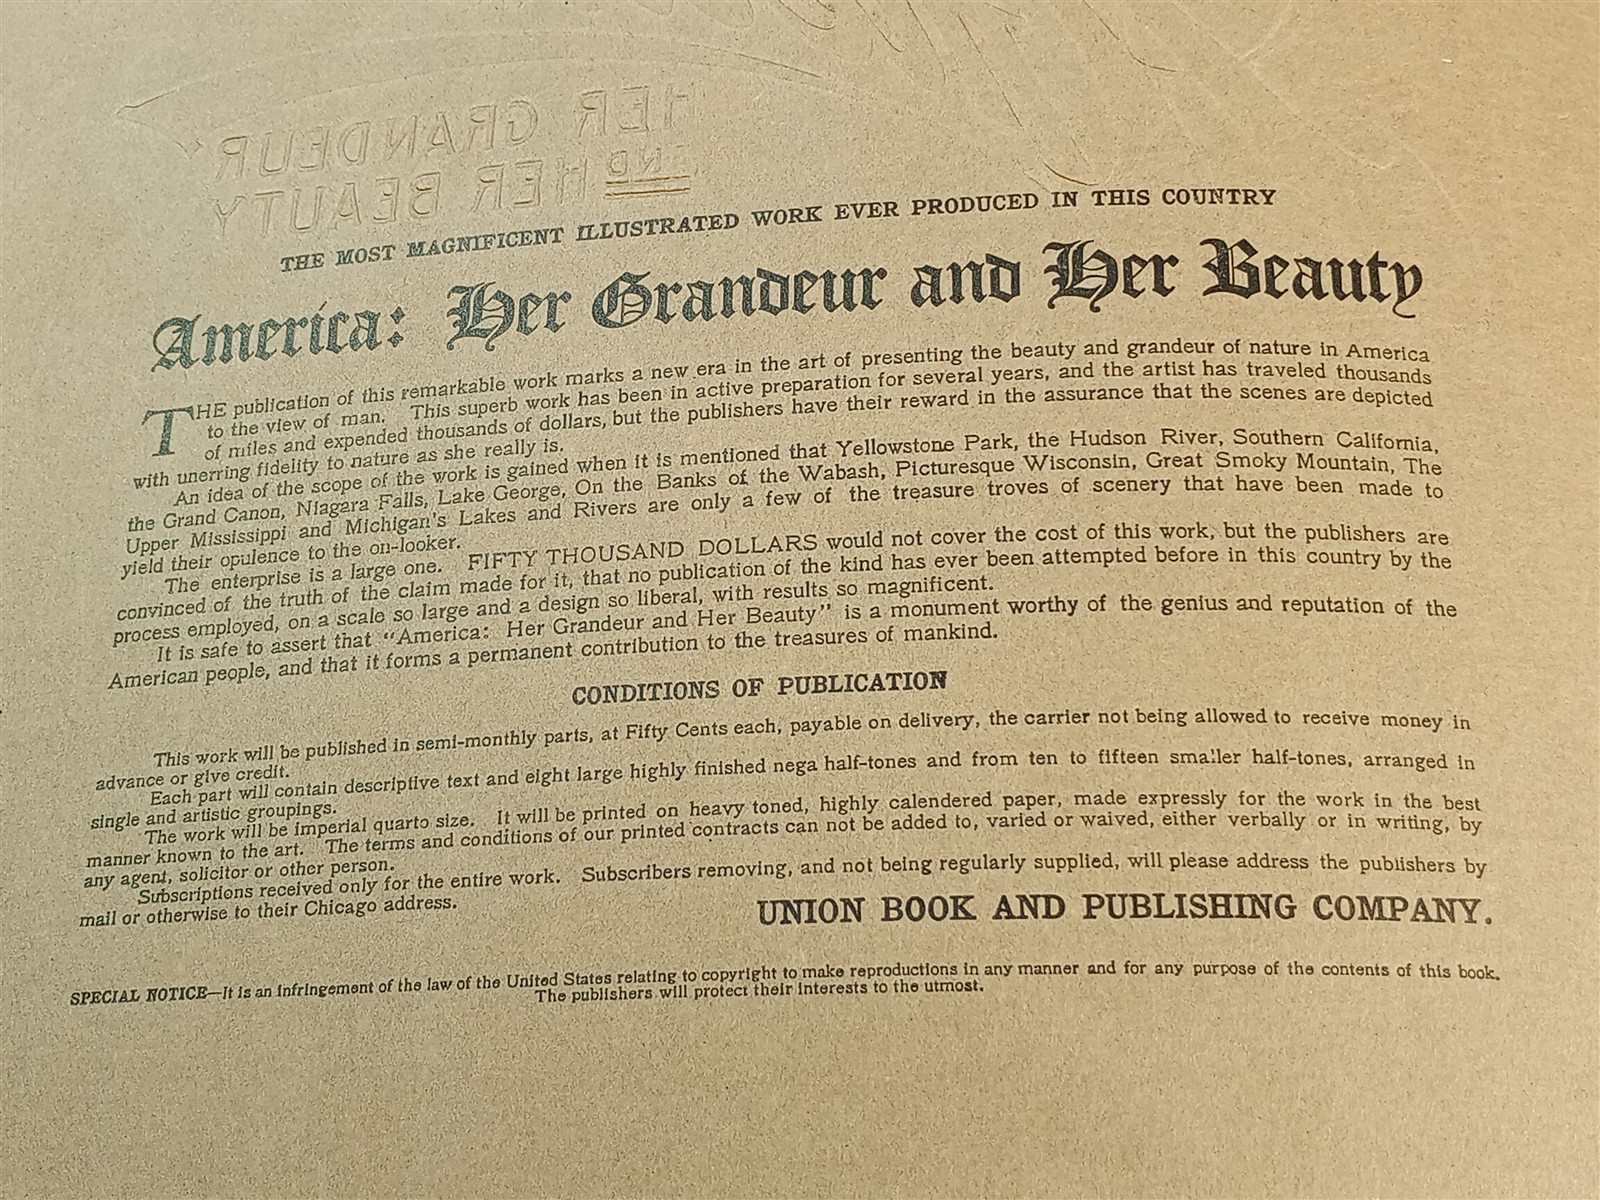 HER GRANDEUR
AND HER BEAUTY
THE MOST MAGNIFICENT ILLUSTRATED WORK EVER PRODUCED IN THIS COUNTRY
America: Her Grandeur and Her Beauty
THE publication of this remarkable work marks a new era in the art of presenting the beauty and grandeur of nature in America
to the view of man. This superb work has been in active preparation for several years, and the artist has traveled thousands
of miles and expended thousands of dollars, but the publishers have their reward in the assurance that the scenes are depicted
with unerring fidelity to nature as she really is.
An idea of the scope of the work is gained when it is mentioned that Yellowstone Park, the Hudson River, Southern California,
the Grand Canon, Niagara Falls, Lake George, On the Banks of the Wabash, Picturesque Wisconsin, Great Smoky Mountain, The
Upper Mississippi and Michigan's Lakes and Rivers are only a few of the treasure troves of scenery that have been made to
yield their opulence to the on-looker.
The enterprise is a large one. FIFTY THOUSAND DOLLARS would not cover the cost of this work, but the publishers are
convinced of the truth of the claim made for it, that no publication of the kind has ever been attempted before in this country by the
process employed, on a scale so large and a design so liberal, with results so magnificent.
It is safe to assert that "America: Her Grandeur and Her Beauty" is a monument worthy of the genius and reputation of the
American people, and that it forms a permanent contribution to the treasures of mankind.
CONDITIONS OF PUBLICATION
This work will be published in semi-monthly parts, at Fifty Cents each, payable on delivery, the carrier not being allowed to receive money in
advance or give credit.
Each part will contain descriptive text and eight large highly finished nega half-tones and from ten to fifteen smaller half-tones, arranged in
single and artistic groupings.
The work will be imperial quarto size. It will be printed on heavy toned, highly calendered paper, made expressly for the work in the best
manner known to the art. The terms and conditions of our printed contracts can not be added to, varied or waived, either verbally or in writing, by
any agent, solicitor or other person.
Subscriptions received only for the entire work. Subscribers removing, and not being regularly supplied, will please address the publishers by
mail or otherwise to their Chicago address.
UNION BOOK AND PUBLISHING COMPANY.
SPECIAL NOTICE—It is an infringement of the law of the United States relating to copyright to make reproductions in any manner and for any purpose of the contents of this book.
The publishers will protect their interests to the utmost.